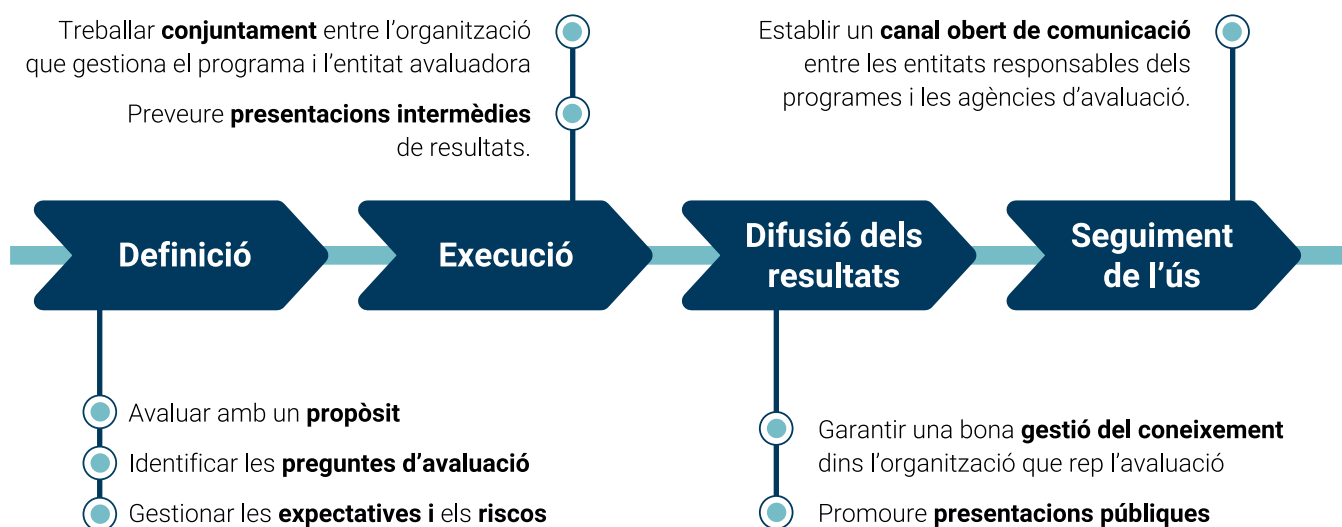 Treballar conjuntament entre l'organització
que gestiona el programa i l'entitat avaluadora
Preveure presentacions intermèdies
de resultats.
Establir un canal obert de comunicació
entre les entitats responsables dels
programes i les agències d'avaluació.
Definició
Execució
Difusió dels
resultats
Seguiment
de l'ús
Avaluar amb un propòsit
Identificar les preguntes d'avaluació
Gestionar les expectatives i els riscos
Garantir una bona gestió del coneixement
dins l'organització que rep l'avaluació
Promoure presentacions públiques